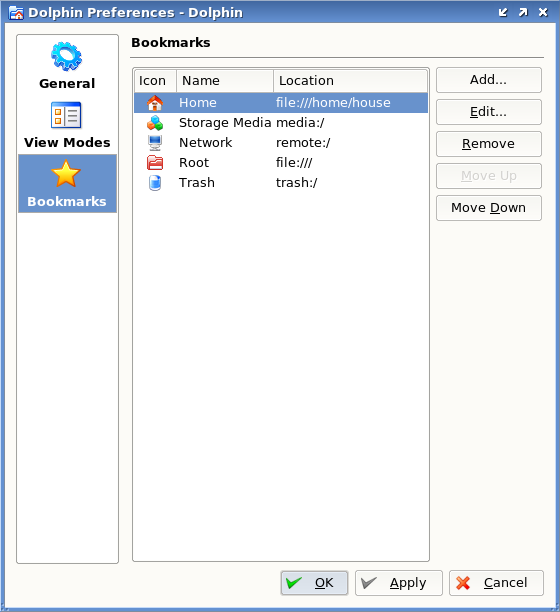 Dolphin Preferences - Dolphin
General
View Modes
Bookmarks
Bookmarks
Icon Name Location
Home file:///home/house
Storage Media media:/
Network remote:/
Root file:///
Trash trash:/
Add...
Edit...
Remove
Move Up
Move Down
OK Apply Cancel